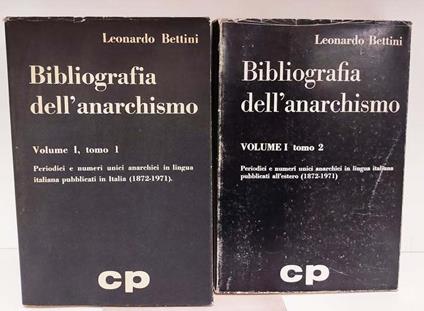 Leonardo Bettini
Bibliografia
dell'anarchismo
Volume I, tomo 1
Periodici e numeri unici anarchici in lingua
italiana pubblicati in Italia (1872-1971).
cp
Leonardo Bettini
Bibliografia
dell'anarchismo
VOLUME I tomo 2
Periodici e numeri unici anarchici in lingua italiana
pubblicati all'estero (1872-1971)
cp